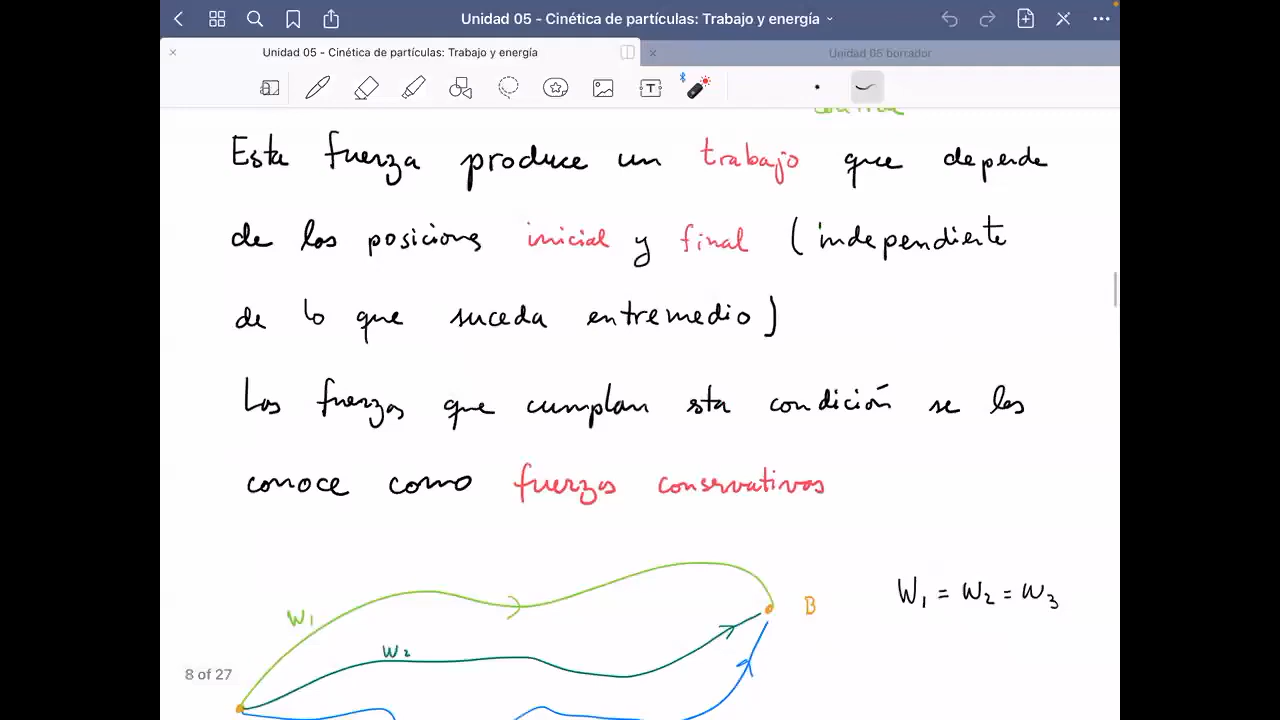 Unidad 05 - Cinética de partículas: Trabajo y energía
Unidad 05 - Cinética de partículas: Trabajo y energía
Unidad 05 borrador
Esta fuerza produce un trabajo que depende
de las posiciones inicial y final (independiente
de lo que suceda entremedio)
Las fuerzas que cumplan esta condición se les
conoce como fuerzas conservativas
W1
B
W1 = W2 = W3
W2
8 of 27